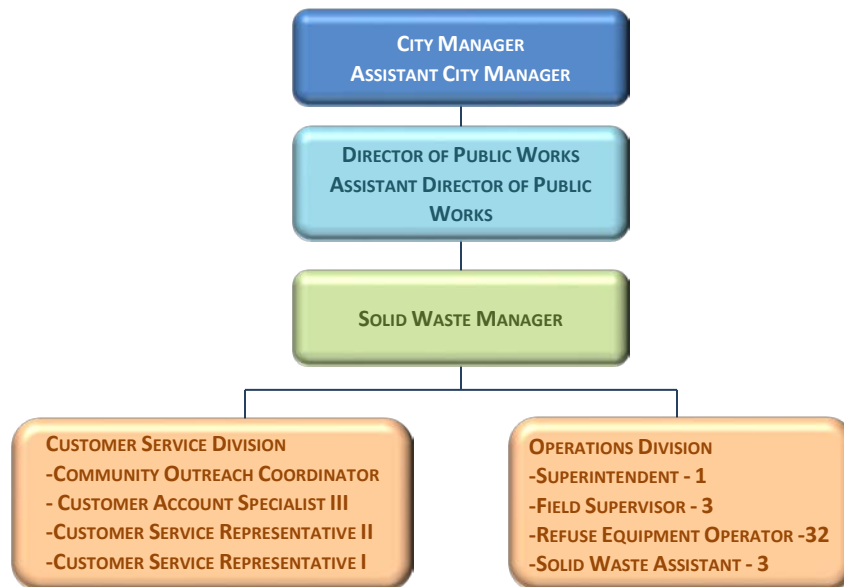 CITY MANAGER
ASSISTANT CITY MANAGER
DIRECTOR OF PUBLIC WORKS
ASSISTANT DIRECTOR OF PUBLIC
WORKS
SOLID WASTE MANAGER
CUSTOMER SERVICE DIVISION
-COMMUNITY OUTREACH COORDINATOR
- CUSTOMER ACCOUNT SPECIALIST III
-CUSTOMER SERVICE REPRESENTATIVE II
-CUSTOMER SERVICE REPRESENTATIVE I
OPERATIONS DIVISION
-SUPERINTENDENT - 1
-FIELD SUPERVISOR - 3
-REFUSE EQUIPMENT OPERATOR -32
-SOLID WASTE ASSISTANT - 3